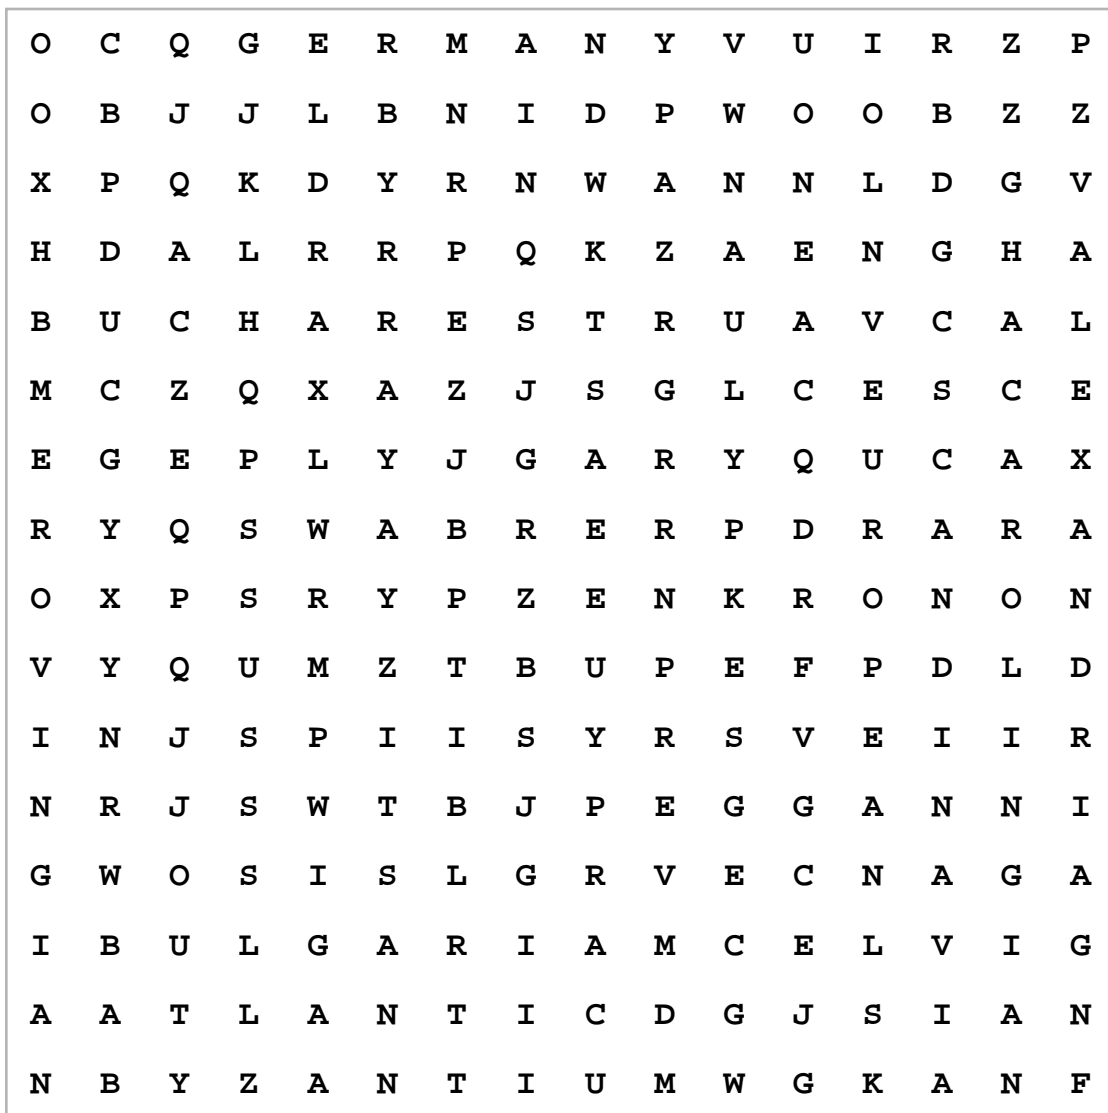 O C Q G E R M A N Y V U I R Z P
O B J J L B N I D P W O O B Z Z
X P Q K D Y R N W A N N L D G V
H D A L R R P Q K Z A E N G H A
B U C H A R E S T R U A V C A L
M C Z Q X A Z J S G L C E S C E
E G E P L Y J G A R Y Q U C A X
R Y Q S W A B R E R P D R A R A
O X P S R Y P Z E N K R O N O N
V Y Q U M Z T B U P E F P D L D
I N J S P I I S Y R S V E I I R
N R J S W T B J P E G G A N N I
G W O S I S L G R V E C N A G A
I B U L G A R I A M C E L V I G
A A T L A N T I C D G J S I A N
N B Y Z A N T I U M W G K A N F